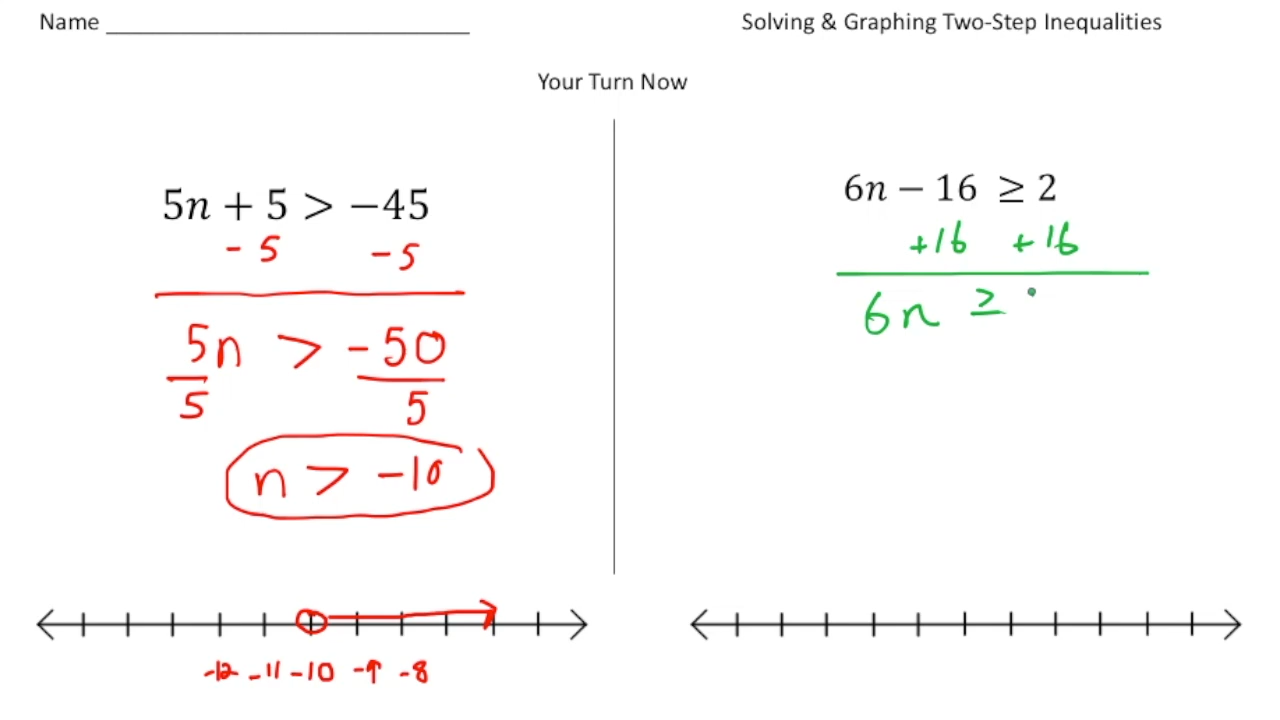 Name
Solving & Graphing Two-Step Inequalities
Your Turn Now
5n + 5 > −45
- 5 - 5
5n > -50
5 5
n > -10
-12 -11 -10 -9 -8
6n − 16 ≥ 2
+16 +16
6n ≥